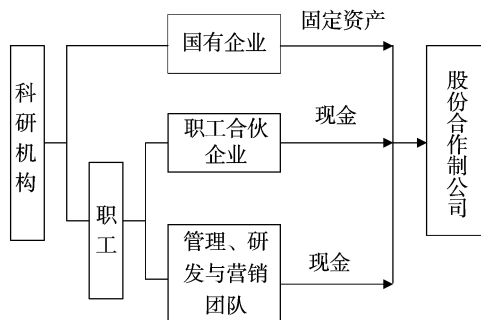 科研机构
职工
国有企业
固定资产
职工合伙
企业
现金
管理、研
发与营销
团队
现金
股份合作制公司